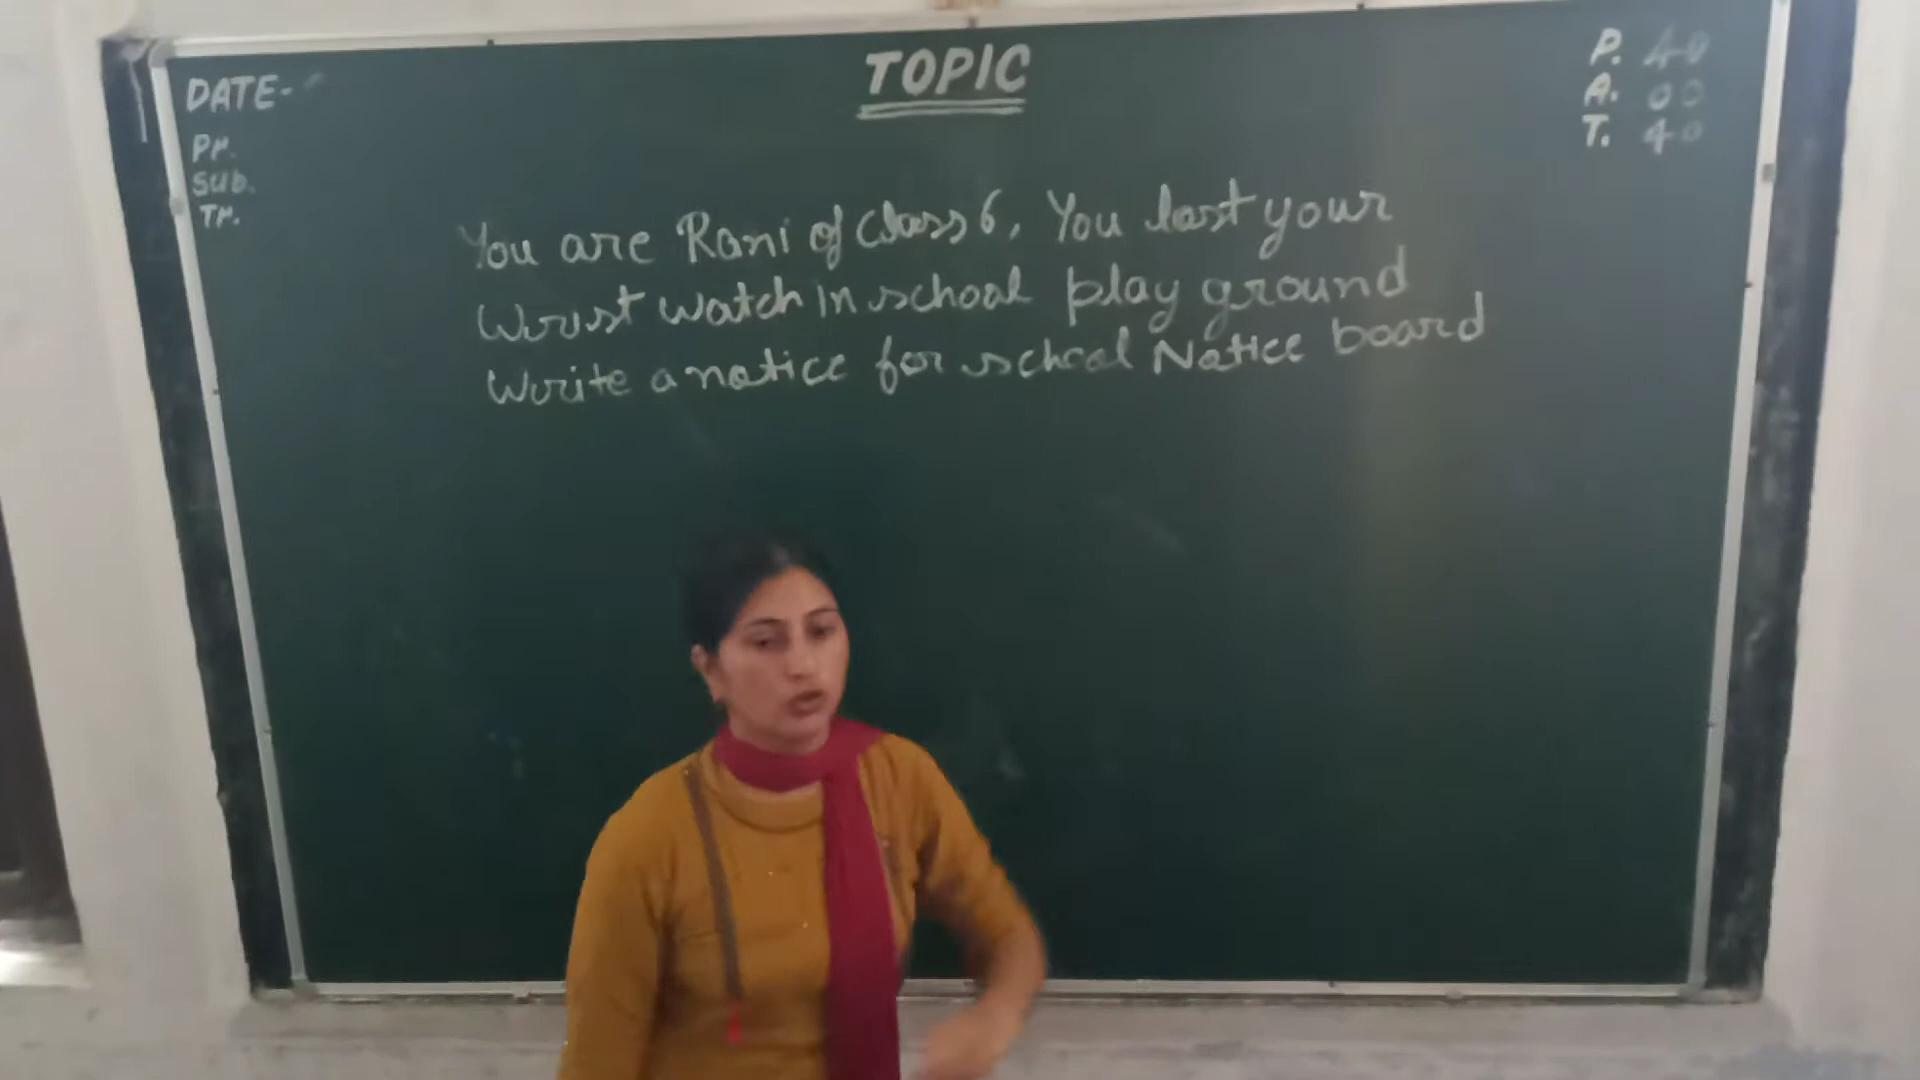 TOPIC
DATE-
Pr.
Sub.
Tr.
P. 40
A. 00
T. 40
You are Rani of Class 6, You lost your
Wrist watch in school play ground
Write a notice for school Notice board